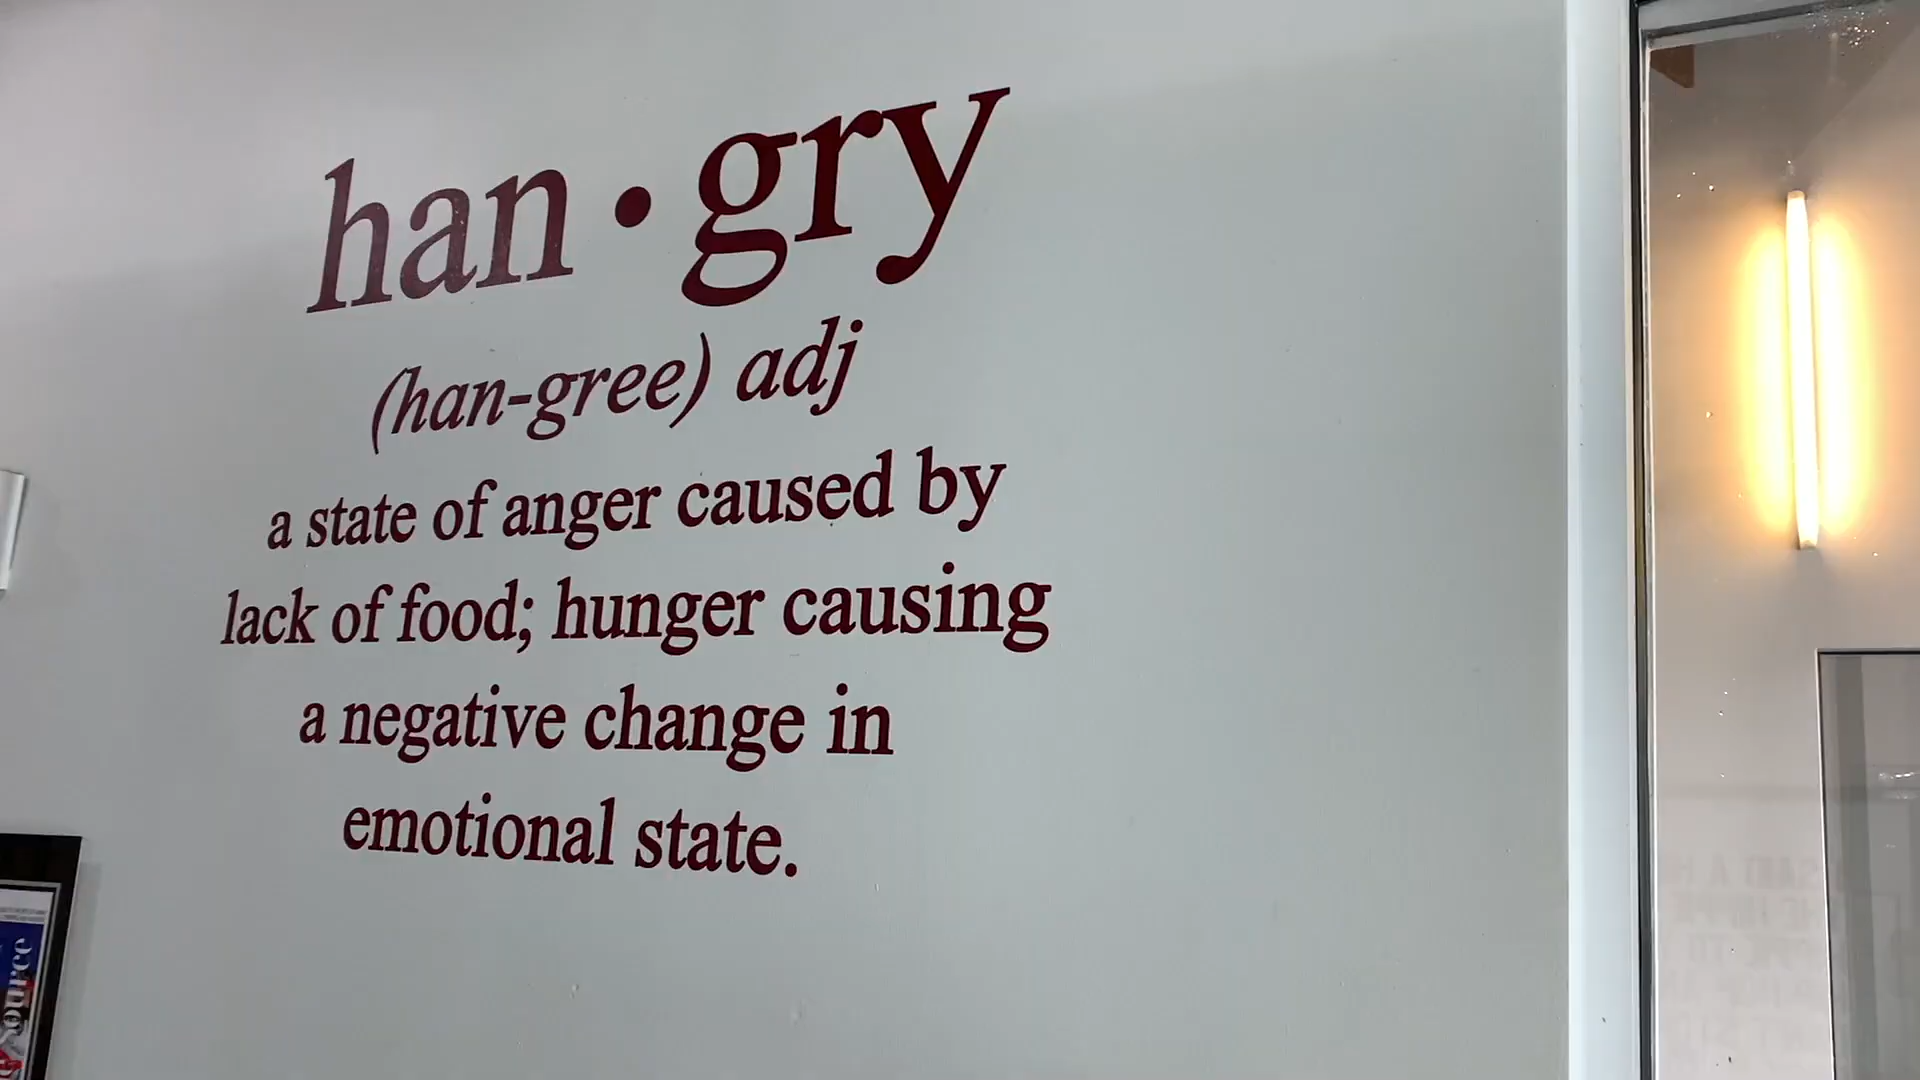 han•gry
(han-gree) adj
a state of anger caused by
lack of food; hunger causing
a negative change in
emotional state.
Source